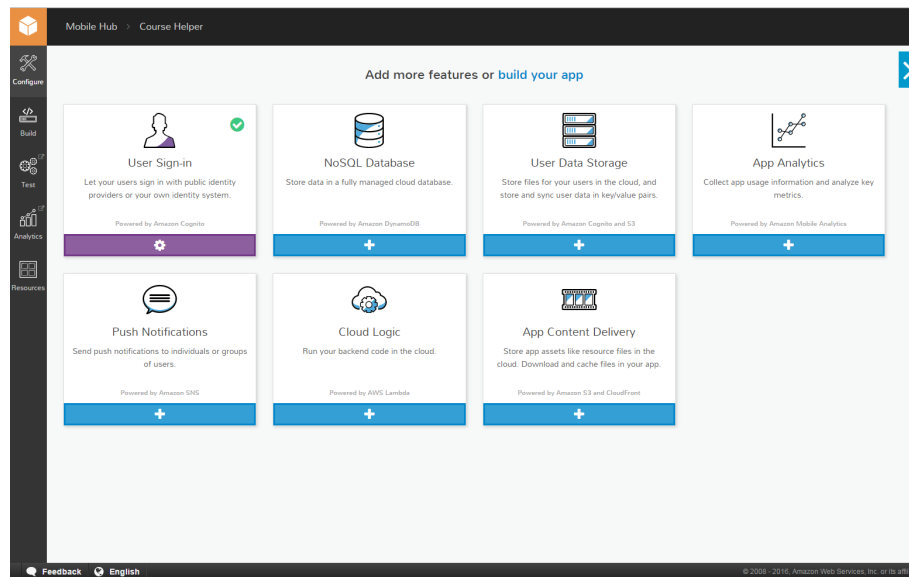 Mobile Hub > Course Helper
Configure
Build
Test
Analytics
Resources
Add more features or build your app
User Sign-in
Let your users sign in with public identity
providers or your own identity system.
Powered by Amazon Cognito
NoSQL Database
Store data in a fully managed cloud database.
Powered by Amazon DynamoDB
User Data Storage
Store files for your users in the cloud, and
store and sync user data in key/value pairs.
Powered by Amazon Cognito and S3
App Analytics
Collect app usage information and analyze key
metrics.
Powered by Amazon Mobile Analytics
Push Notifications
Send push notifications to individuals or groups
of users.
Powered by Amazon SNS
Cloud Logic
Run your backend code in the cloud.
Powered by AWS Lambda
App Content Delivery
Store app assets like resource files in the
cloud. Download and cache files in your app.
Powered by Amazon S3 and CloudFront
Feedback English
© 2008 - 2016, Amazon Web Services, Inc. or its affil